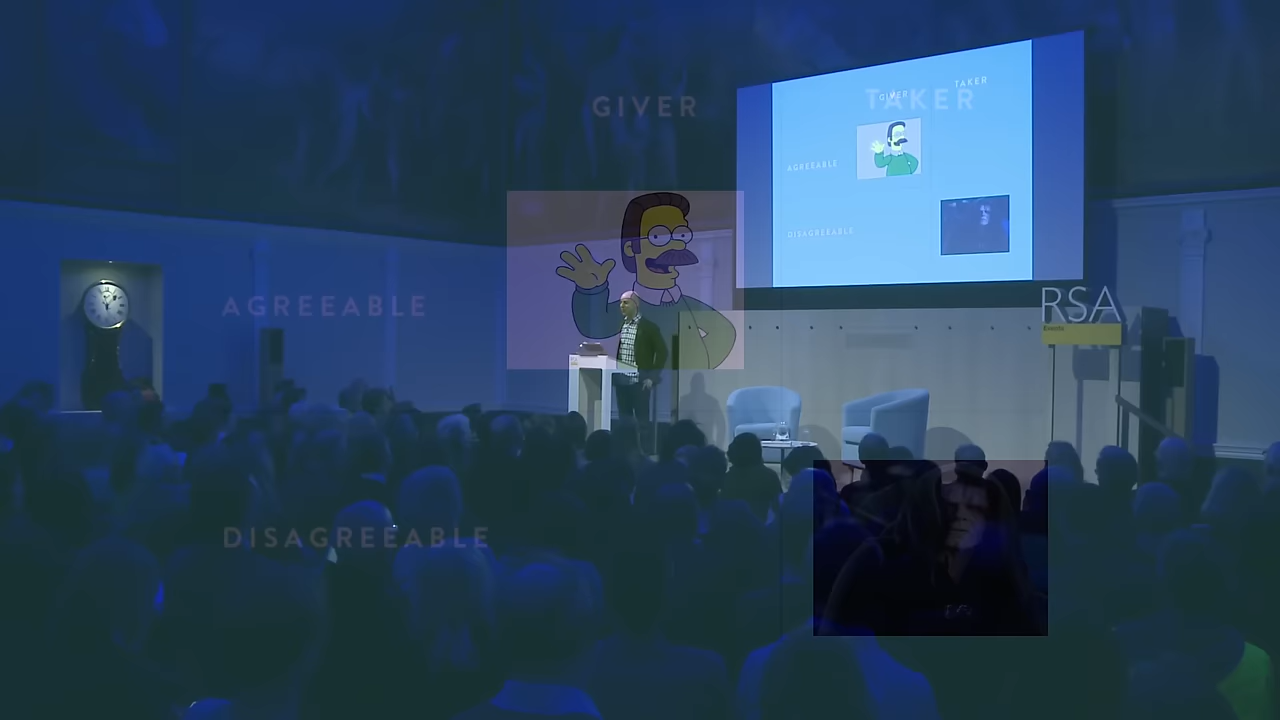 GIVER
TAKER
AGREEABLE
DISAGREEABLE
GIVER
TAKER
AGREEABLE
DISAGREEABLE
RSA
Events